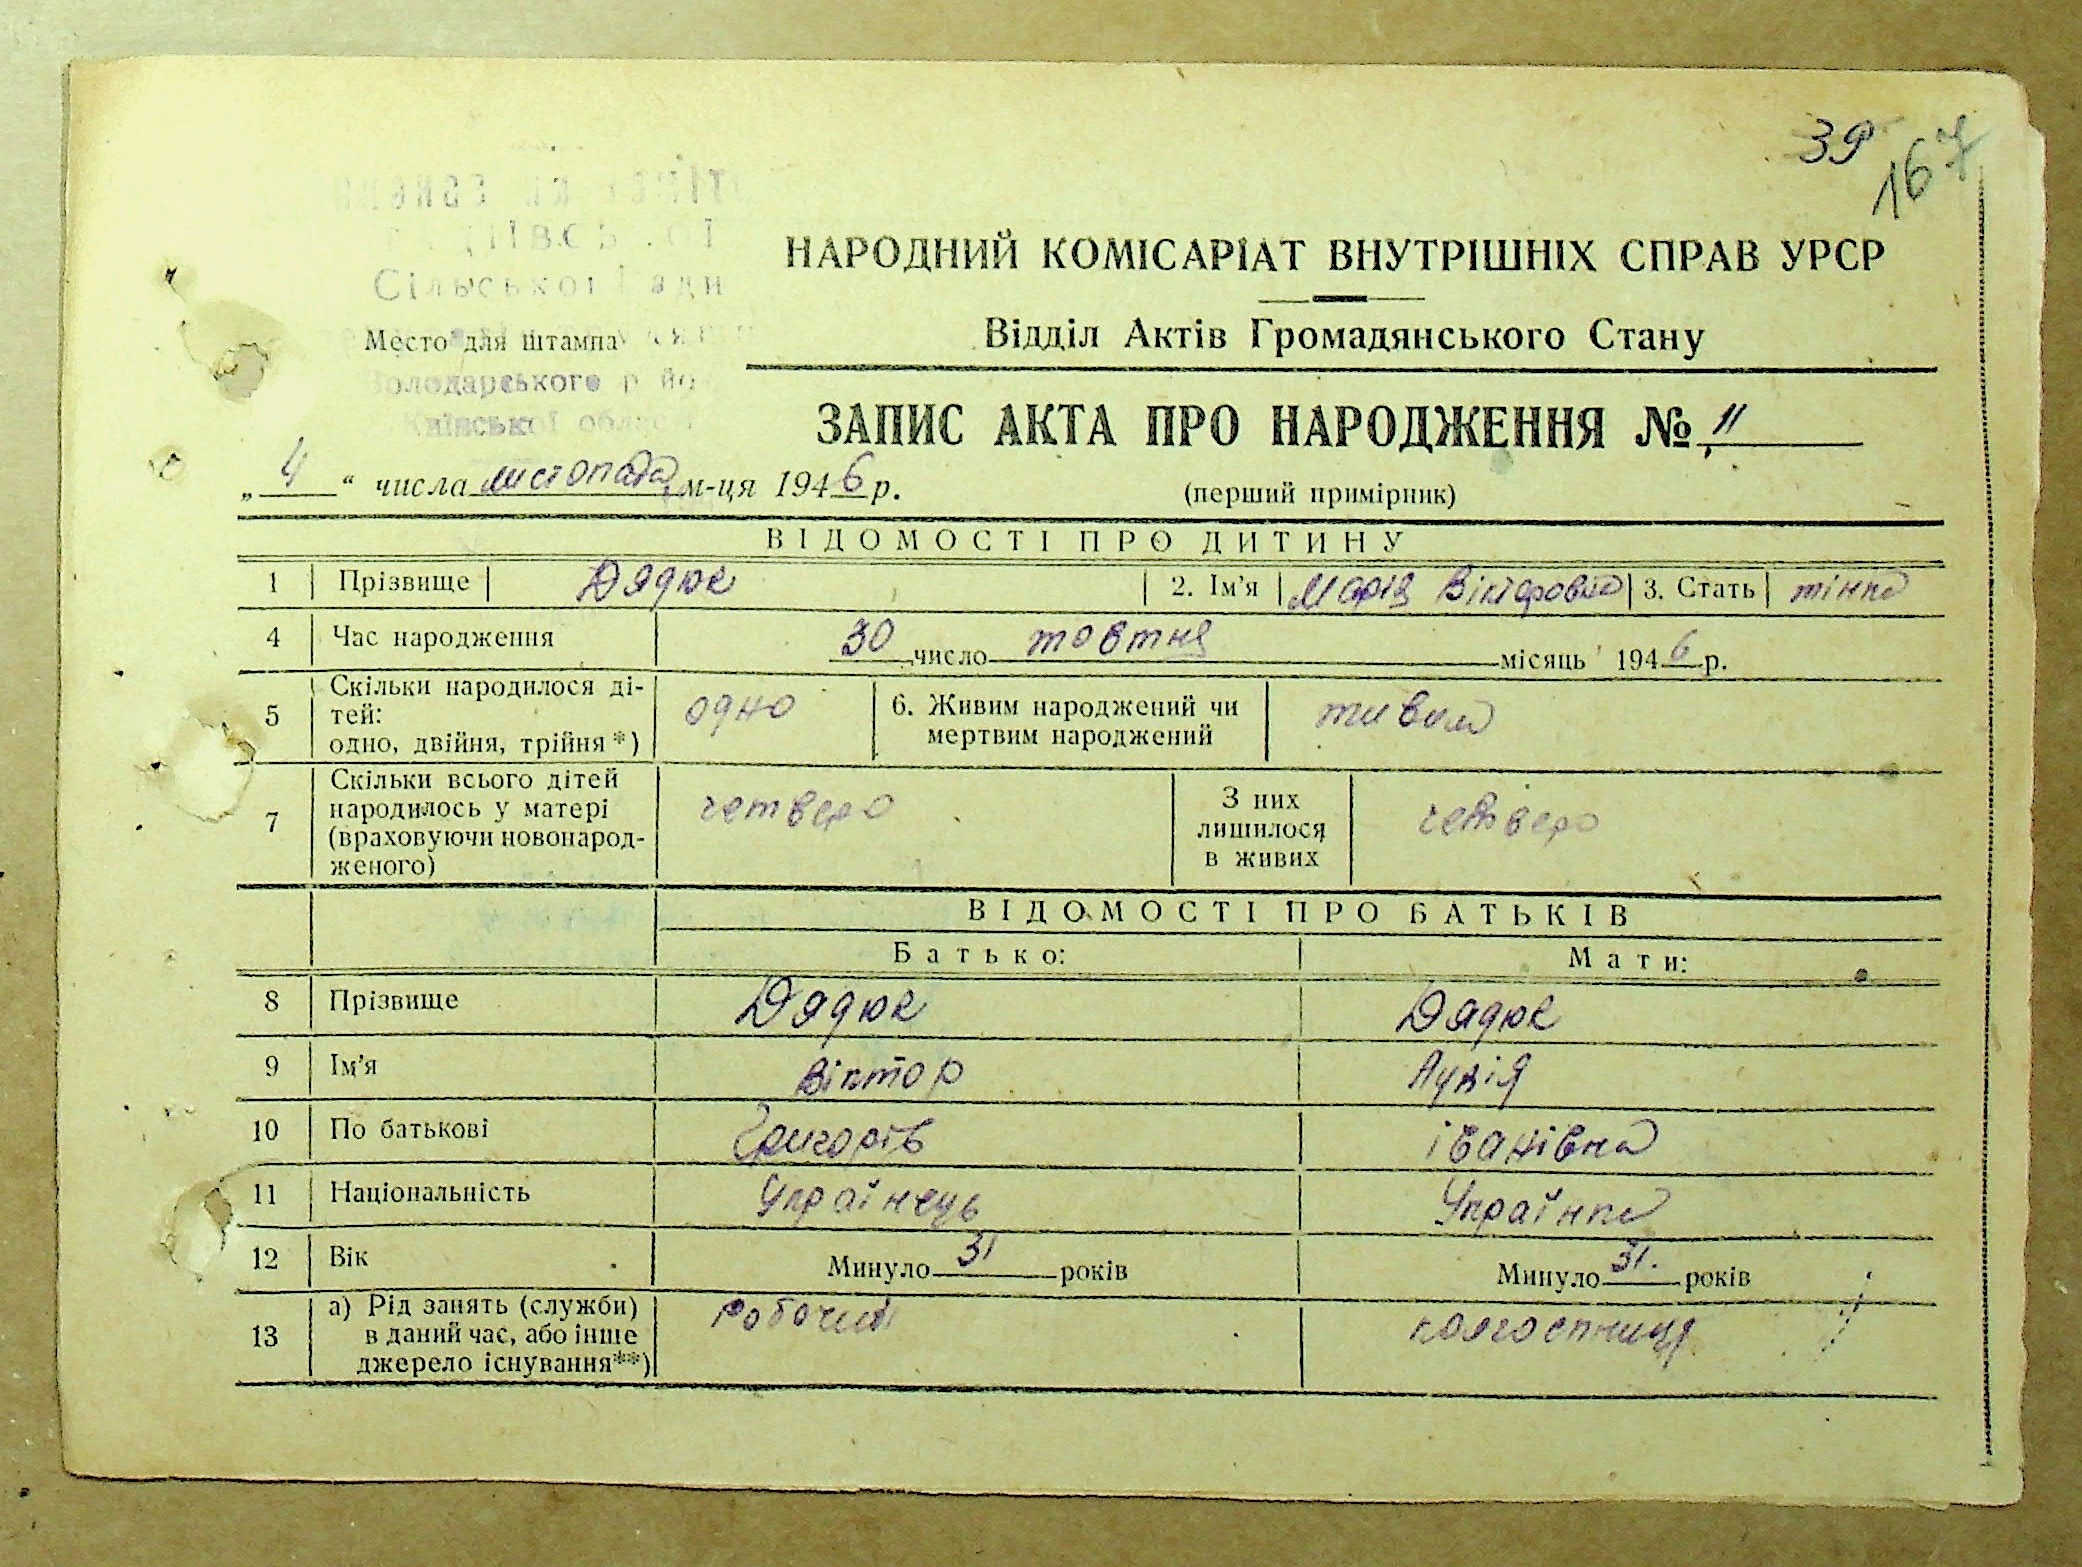 39
167
НАРОДНИЙ КОМІСАРІАТ ВНУТРІШНІХ СПРАВ УРСР
Сільської Ради
Відділ Актів Громадянського Стану
Место для штампа
Володарського
Київської області
ЗАПИС АКТА ПРО НАРОДЖЕННЯ № 11
„4“ числа листопада м-ця 1946 р.
(перший примірник)
ВІДОМОСТІ ПРО ДИТИНУ
1 Прізвище Дядюк 2. Ім'я Марія Вікторовна 3. Стать жінка
4 Час народження 30 число жовтня місяць 1946 р.
5 Скільки народилося ді-
тей:
одно, двійня, трійня*) одно
6. Живим народжений чи
мертвим народжений живим
7 Скільки всього дітей
народилось у матері
(враховуючи новонарод-
женого) четверо
З них
лишилося
в живих четверо
ВІДОМОСТІ ПРО БАТЬКІВ
Батько: Мати:
8 Прізвище Дядюк Дядюк
9 Ім'я Віктор Лукія
10 По батькові Григорів іванівна
11 Національність Українець Українка
12 Вік Минуло 31 років Минуло 31. років
13 а) Рід занять (служби)
в даний час, або інше
джерело існування**) робочий колгоспниця